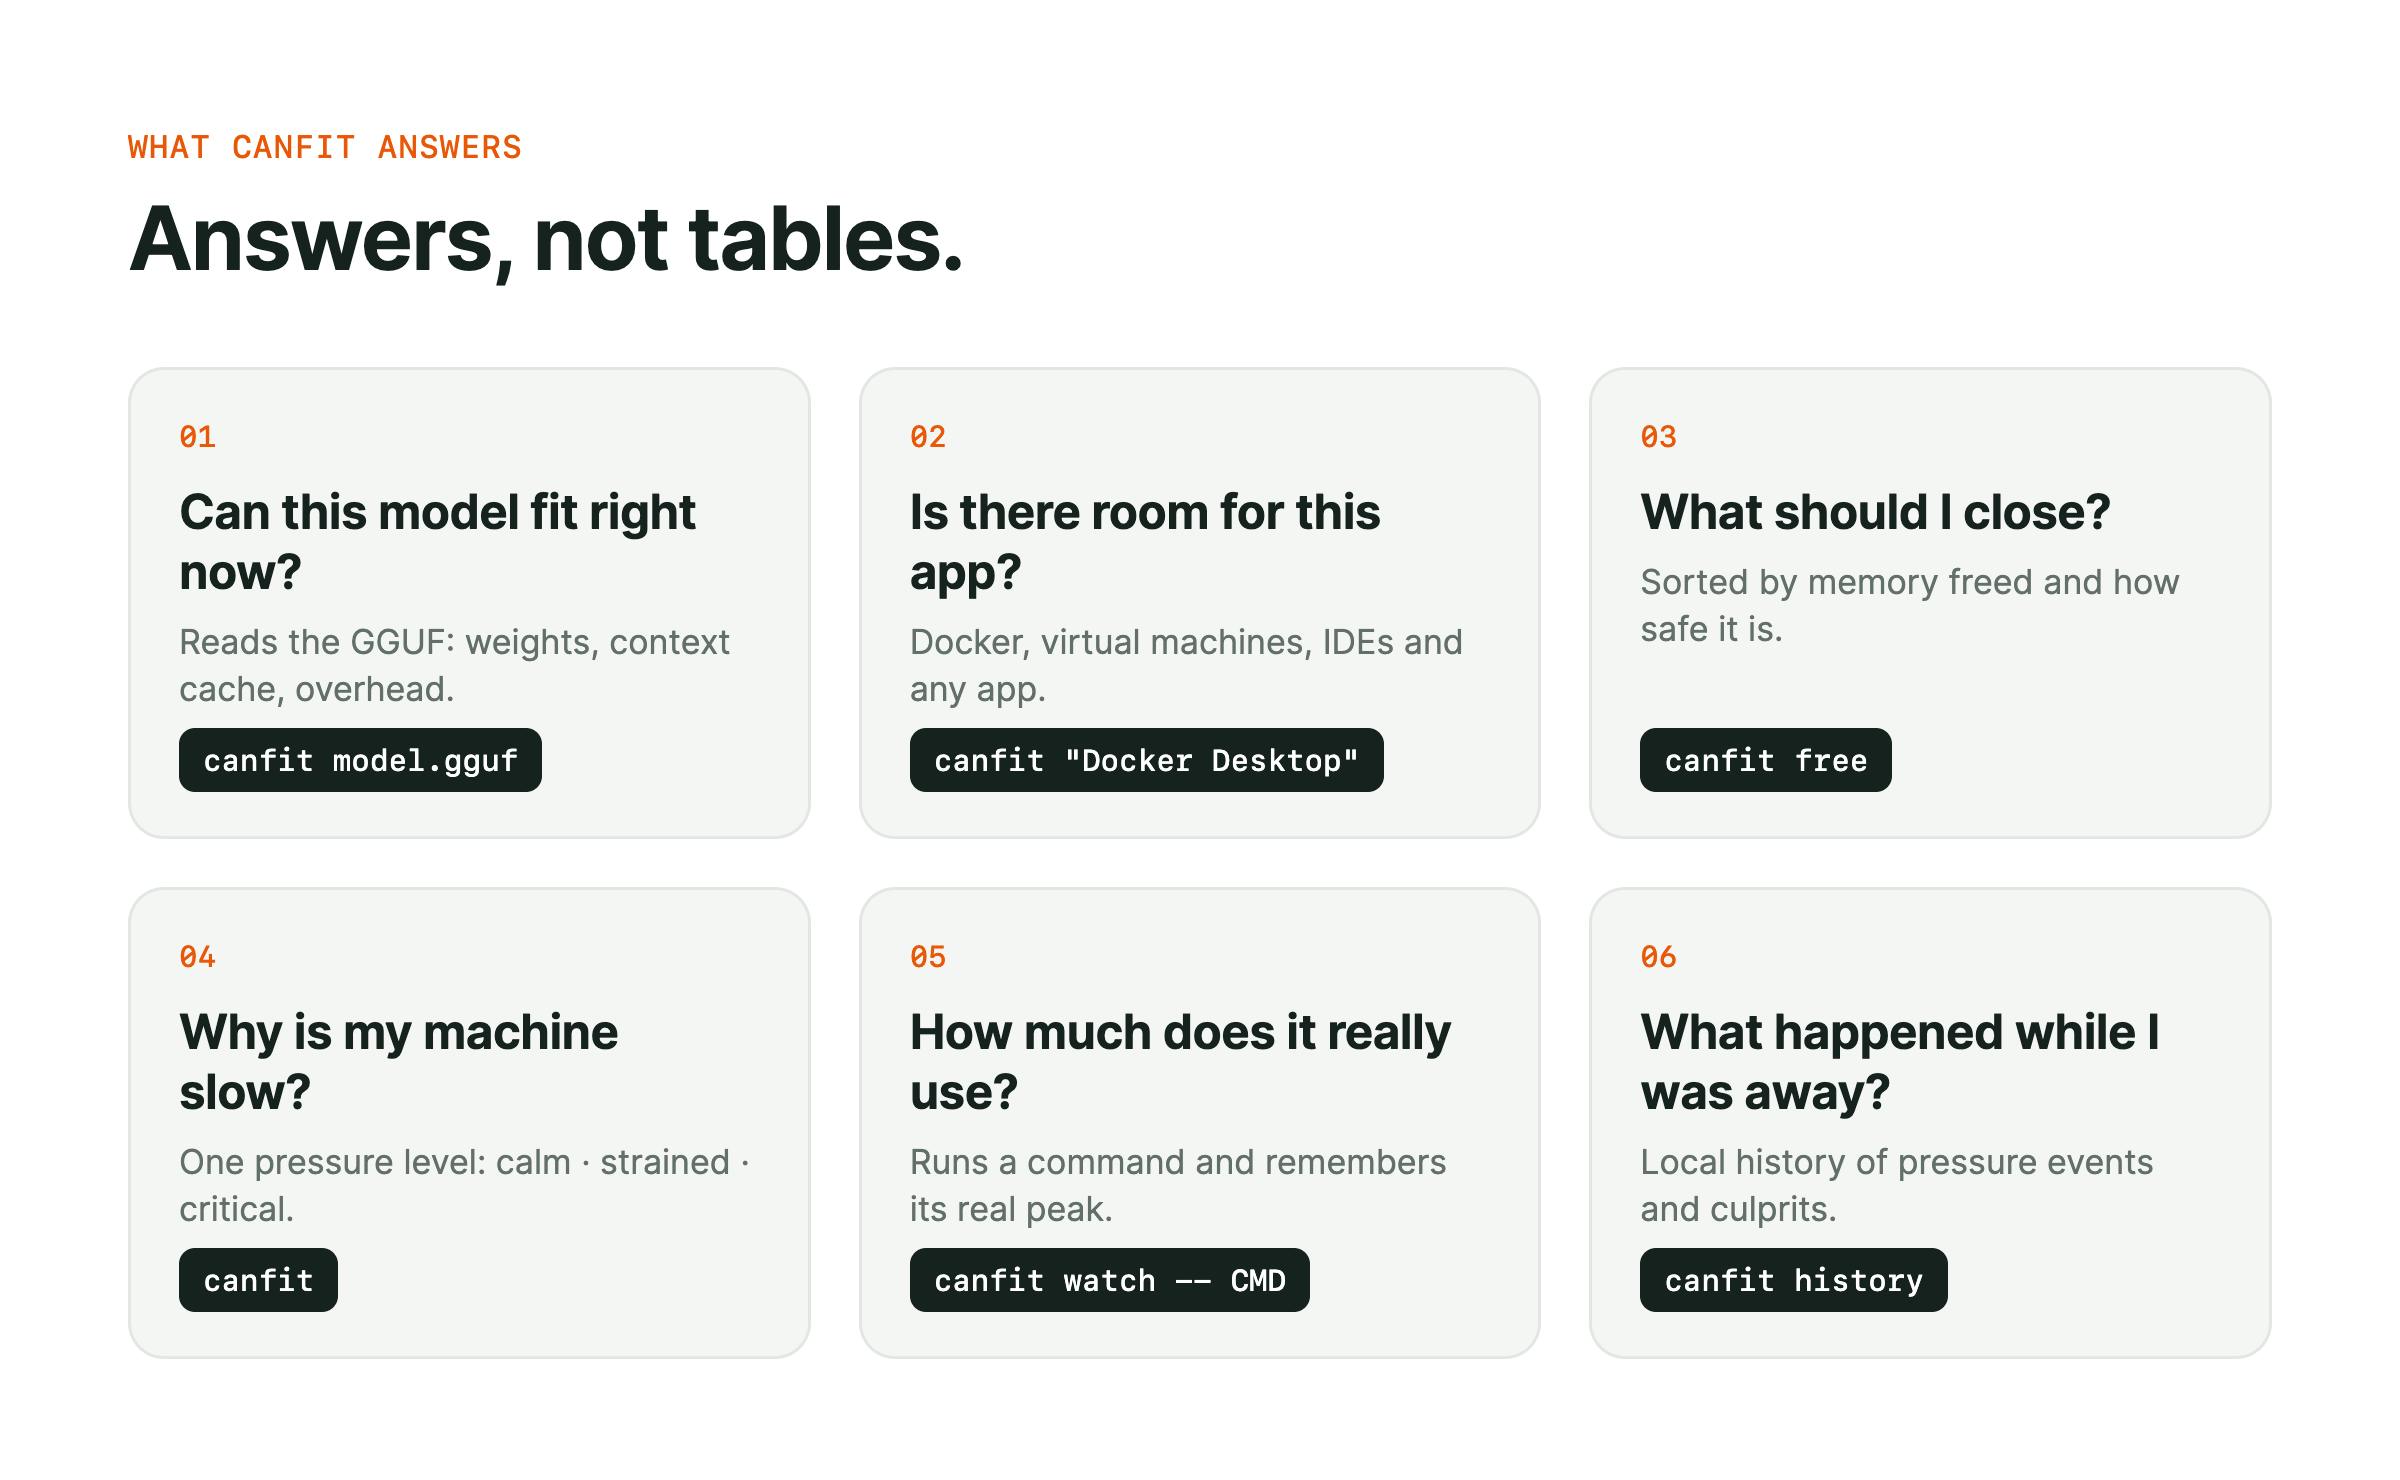 WHAT CANFIT ANSWERS
Answers, not tables.
01
Can this model fit right
now?
Reads the GGUF: weights, context
cache, overhead.
canfit model.gguf
02
Is there room for this
app?
Docker, virtual machines, IDEs and
any app.
canfit "Docker Desktop"
03
What should I close?
Sorted by memory freed and how
safe it is.
canfit free
04
Why is my machine
slow?
One pressure level: calm · strained ·
critical.
canfit
05
How much does it really
use?
Runs a command and remembers
its real peak.
canfit watch -- CMD
06
What happened while I
was away?
Local history of pressure events
and culprits.
canfit history